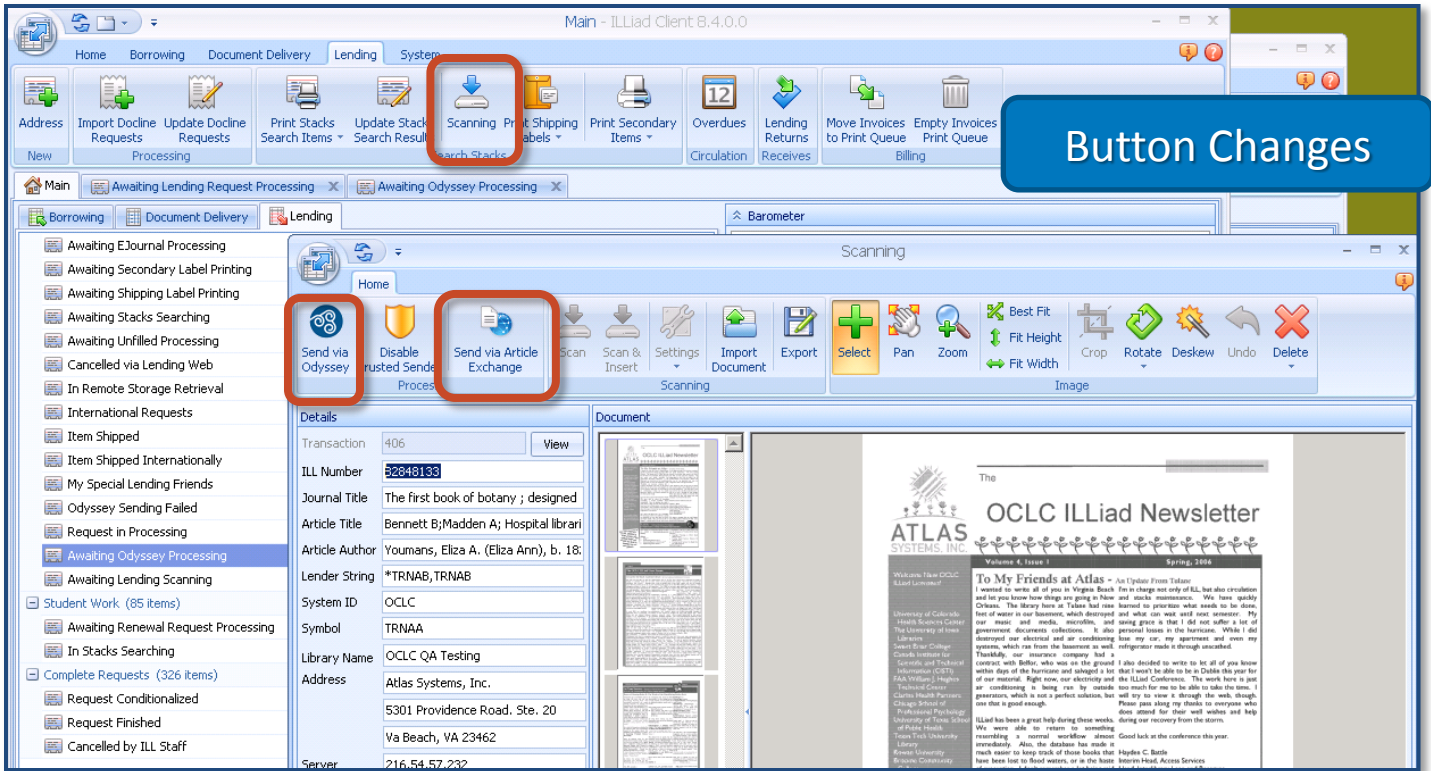 Main - ILLiad Client 8.4.0.0
Home Borrowing Document Delivery Lending System
Address
Import Docline Requests
Update Docline Requests
Print Stacks Search Items
Update Stack Search Result
Scanning
Print Shipping Labels
Print Secondary Items
12
Overdues
Lending Returns
Move Invoices to Print Queue
Empty Invoices Print Queue
New Processing Search Stacks Circulation Receives Billing
Button Changes
Main Awaiting Lending Request Processing X Awaiting Odyssey Processing X
Borrowing Document Delivery Lending
Barometer
Awaiting EJournal Processing
Awaiting Secondary Label Printing
Awaiting Shipping Label Printing
Awaiting Stacks Searching
Awaiting Unfilled Processing
Cancelled via Lending Web
In Remote Storage Retrieval
International Requests
Item Shipped
Item Shipped Internationally
My Special Lending Friends
Odyssey Sending Failed
Request in Processing
Awaiting Odyssey Processing
Awaiting Lending Scanning
Student Work (85 items)
Awaiting Renewal Request Processing
In Stacks Searching
Complete Requests (326 items)
Request Conditionalized
Request Finished
Cancelled by ILL Staff
Scanning
Home
Send via Odyssey
Disable Trusted Sender
Send via Article Exchange
Scan
Scan & Insert
Settings
Import Document
Export
Select
Pan
Zoom
Best Fit
Fit Height
Fit Width
Crop
Rotate
Deskew
Undo
Delete
Process Scanning Image
Details
Transaction 406 View
ILL Number 32848133
Journal Title The first book of botany ; designed
Article Title Bennett B;Madden A; Hospital librari
Article Author Youmans, Eliza A. (Eliza Ann), b. 18
Lender String *TRNAB,TRNAB
System ID OCLC
Symbol TRNAA
Library Name OCLC QA Testing
Address Atlas Systems, Inc.
5301 Providence Rd. Ste. 20
Va Beach, VA 23462
Server 216.54.57.232
Document
The
OCLC ILLiad Newsletter
ATLAS
SYSTEMS, INC.
Volume 4, Issue 1 Spring, 2006
To My Friends at Atlas - An Update From Tulane